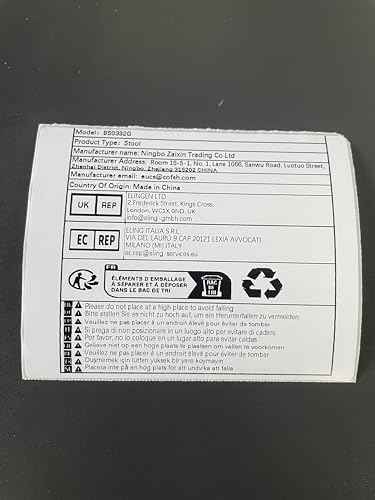 Model: BS9392G
Product Type: Stool
Manufacturer name: Ningbo Zaixin Trading Co Ltd
Manufacturer Address: Room 16-5-1, No. 1, Lane 1066, Sanwu Road, Luotuo Street,
Zhenhai District, Ningbo, Zhejiang 315202 CHINA
Manufacturer email: euce@cnfeh.com
Country Of Origin: Made in China
UK REP
ELINGEN LTD
2 Frederick Street, Kings Cross,
London, WC1X 0ND, UK
info@eling-gmbh.com
EC REP
ELING ITALIA S.R.L.
VIA DEL LAURO 9 CAP 20121 LEXIA AVVOCATI
MILANO (MI) ITALY
ec.rep@eling-services.eu
FR
ÉLÉMENTS D'EMBALLAGE
À SÉPARER ET À DÉPOSER
DANS LE BAC DE TRI
BAC
DE
TRI
Please do not place at a high place to avoid falling
Bitte stellen Sie es nicht zu hoch auf, um ein Herunterfallen zu vermeiden
Veuillez ne pas placer à un endroit élevé pour éviter de tomber
Si prega di non posizionare in un luogo alto per evitare di cadere
Por favor, no lo coloque en un lugar alto para evitar caídas
Gelieve niet op een hoge plaats te plaatsen om vallen te voorkomen
Veuillez ne pas placer à un endroit élevé pour éviter de tomber
Düşmemek için lütfen yüksek bir yere koymayın
Placera inte på en hög plats för att undvika att falla